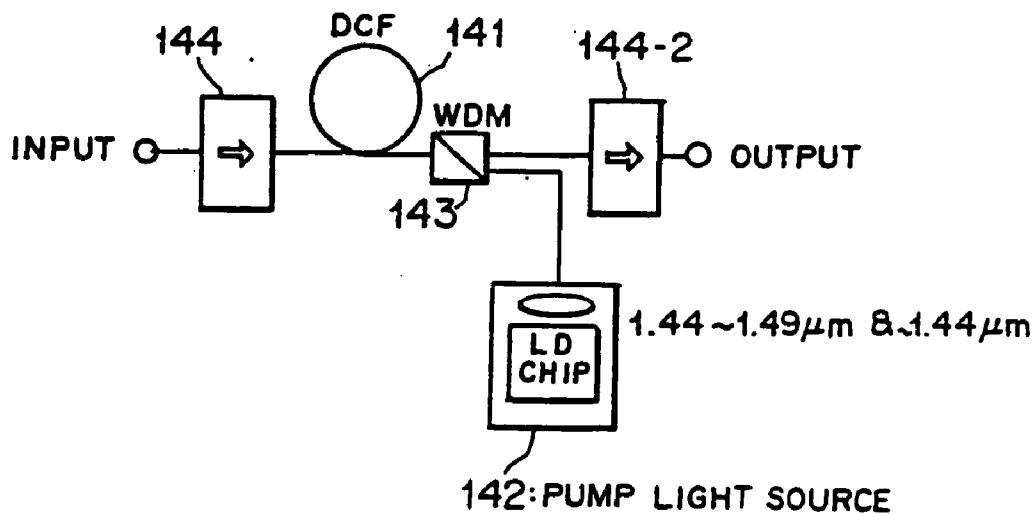 144
DCF
141
144-2
WDM
INPUT
OUTPUT
143
1.44~1.49μm &~1.44μm
LD
CHIP
142:PUMP LIGHT SOURCE